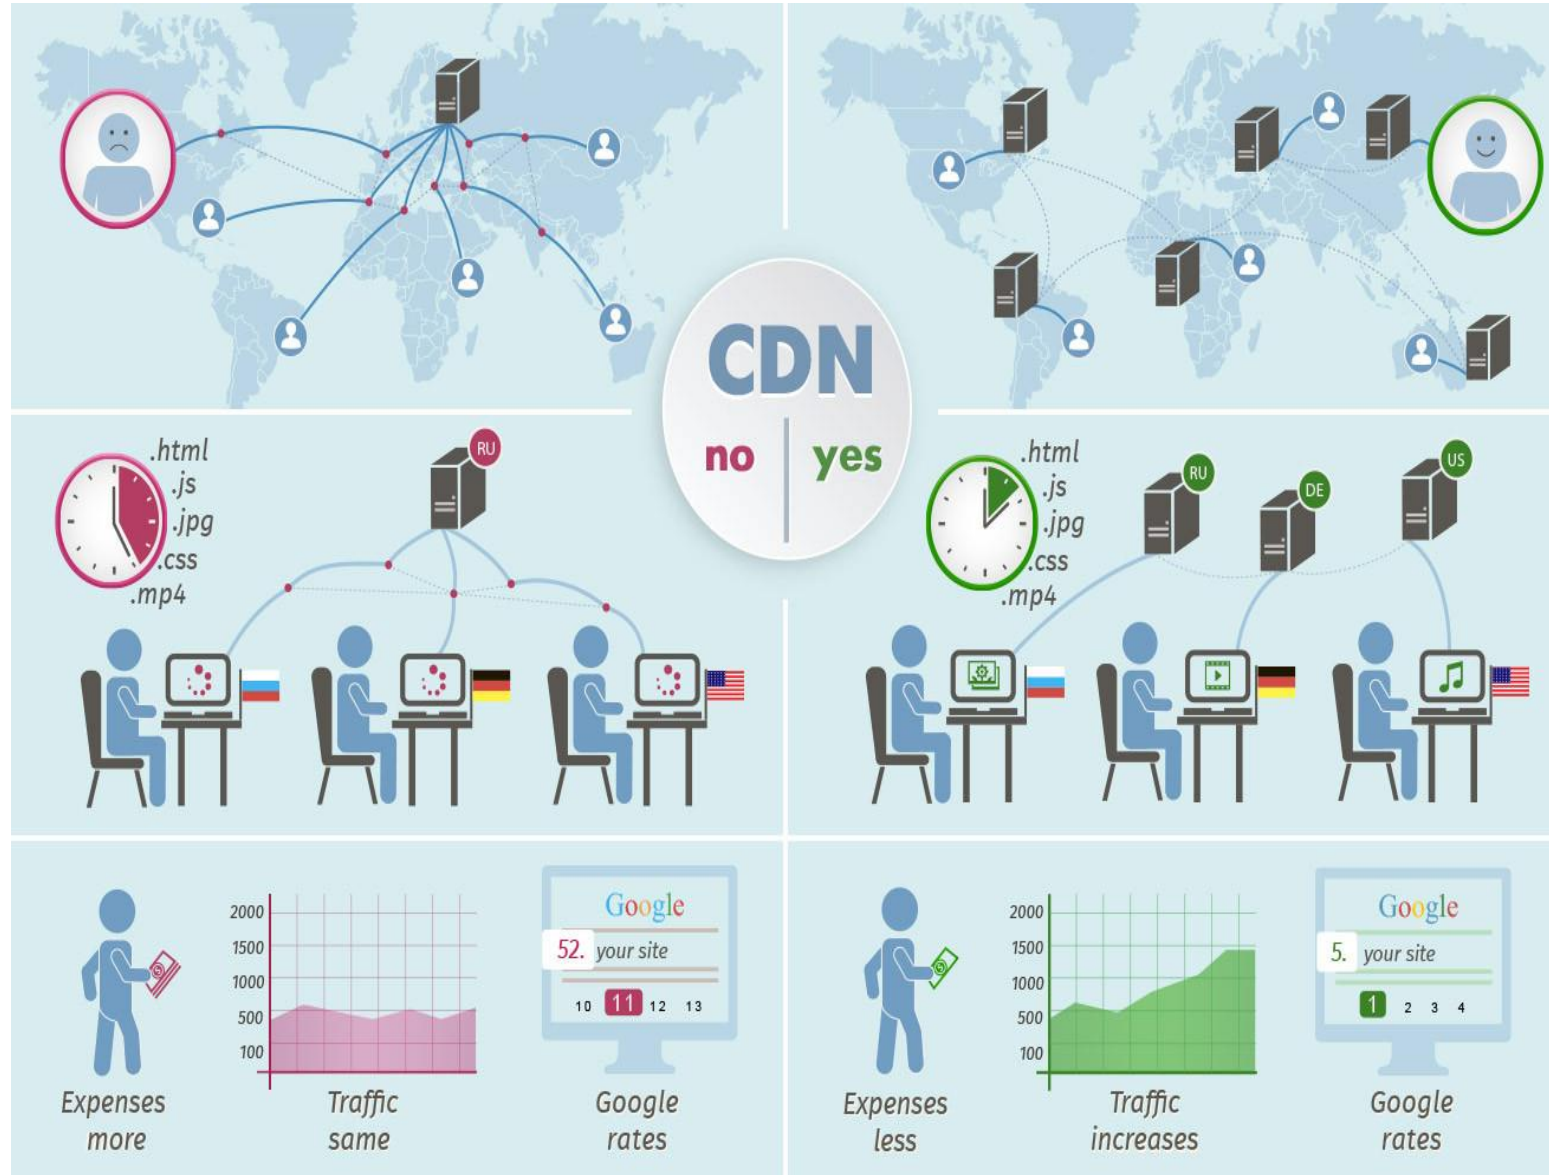 CDN
no
yes
.html
.js
.jpg
.css
.mp4
RU
.html
.js
.jpg
.css
.mp4
RU
DE
US
2000
1500
1000
500
100
Google
52. your site
10 11 12 13
Expenses
more
Traffic
same
Google
rates
2000
1500
1000
500
100
Google
5. your site
1 2 3 4
Expenses
less
Traffic
increases
Google
rates